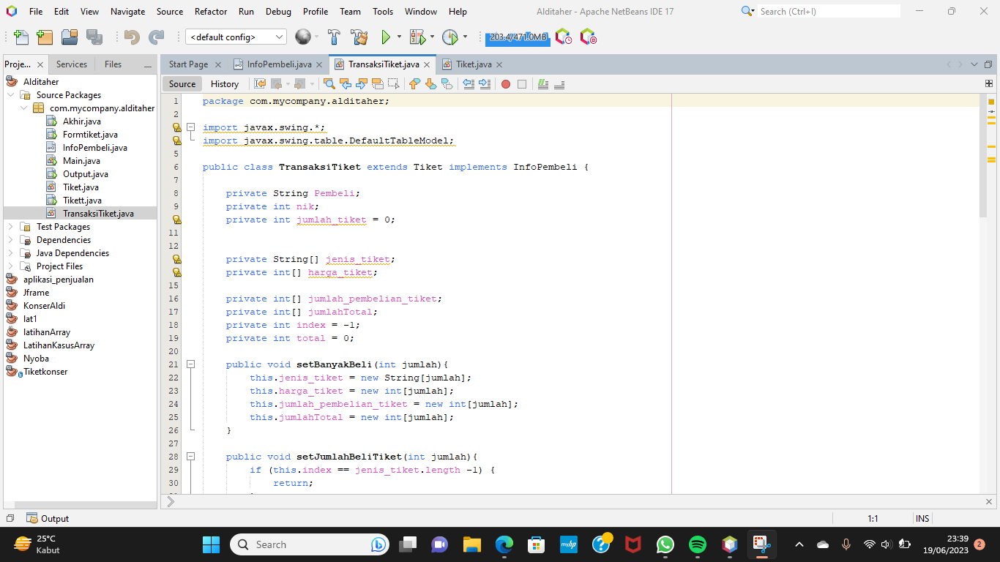 File Edit View Navigate Source Refactor Run Debug Profile Team Tools Window Help
Alditaher - Apache NetBeans IDE 17
Search (Ctrl+I)
<default config>
203.4/471.0MB
Proje...
Services
Files
Start Page
InfoPembeli.java
TransaksiTiket.java
Tiket.java
Source
History
Alditaher
Source Packages
com.mycompany.alditaher
Akhir.java
Formtiket.java
InfoPembeli.java
Main.java
Output.java
Tiket.java
Tikett.java
TransaksiTiket.java
Test Packages
Dependencies
Java Dependencies
Project Files
aplikasi_penjualan
Jframe
KonserAldi
lat1
latihanArray
LatihanKasusArray
Nyoba
Tiketkonser
1 package com.mycompany.alditaher;
2
import javax.swing.*;
import javax.swing.table.DefaultTableModel;
5
6 public class TransaksiTiket extends Tiket implements InfoPembeli {
7
8 private String Pembeli;
9 private int nik;
private int jumlah_tiket = 0;
11
12
private String[] jenis_tiket;
private int[] harga_tiket;
15
16 private int[] jumlah_pembelian_tiket;
17 private int[] jumlahTotal;
18 private int index = -1;
19 private int total = 0;
20
21 public void setBanyakBeli(int jumlah){
22 this.jenis_tiket = new String[jumlah];
23 this.harga_tiket = new int[jumlah];
24 this.jumlah_pembelian_tiket = new int[jumlah];
25 this.jumlahTotal = new int[jumlah];
26 }
27
28 public void setJumlahBeliTiket(int jumlah){
29 if (this.index == jenis_tiket.length -1) {
30 return;
Output
1:1
INS
25°C
Kabut
Search
myhp
23:39
19/06/2023
2